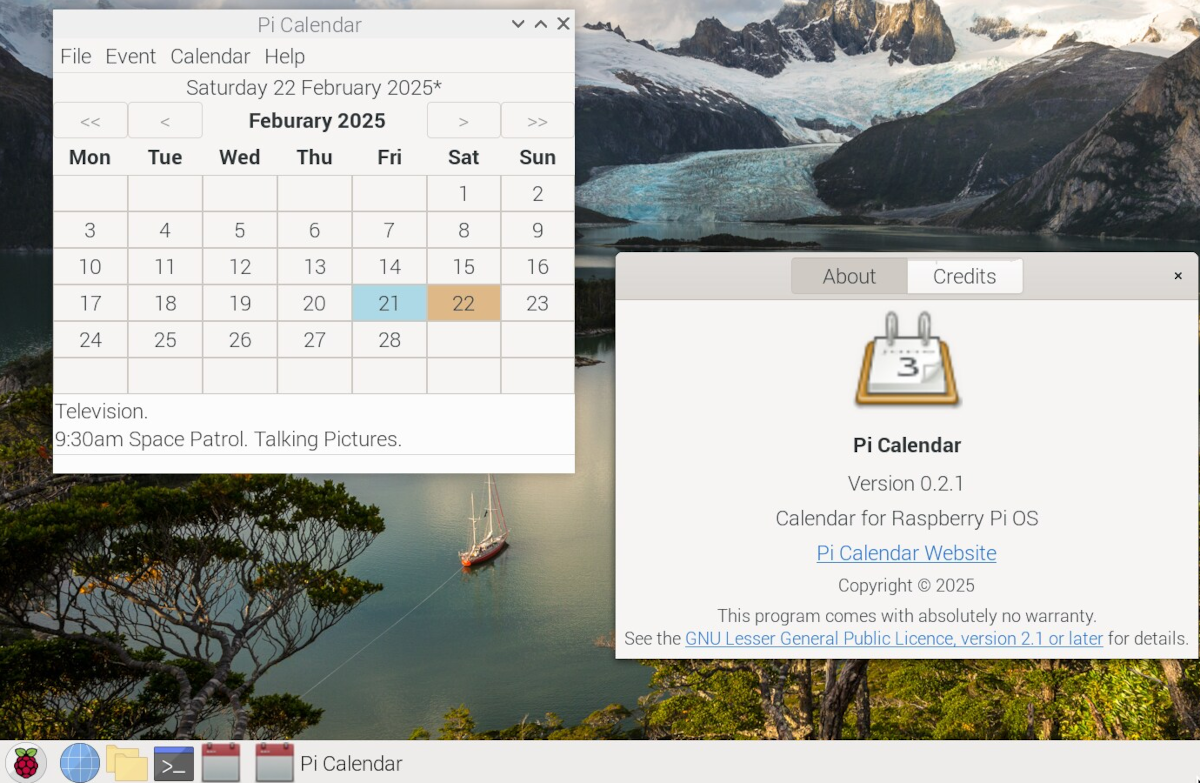 Pi Calendar
File Event Calendar Help
Saturday 22 February 2025*
<< < Feburary 2025 > >>
Mon Tue Wed Thu Fri Sat Sun
1 2
3 4 5 6 7 8 9
10 11 12 13 14 15 16
17 18 19 20 21 22 23
24 25 26 27 28
Television.
9:30am Space Patrol. Talking Pictures.
About Credits
3
Pi Calendar
Version 0.2.1
Calendar for Raspberry Pi OS
Pi Calendar Website
Copyright © 2025
This program comes with absolutely no warranty.
See the GNU Lesser General Public Licence, version 2.1 or later for details.
>_
Pi Calendar